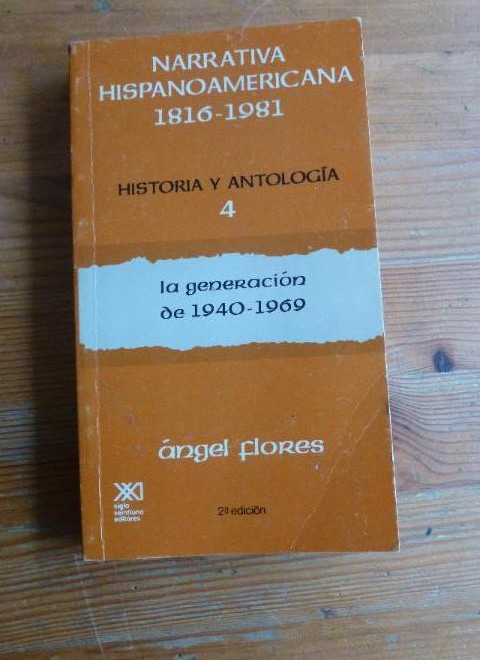 NARRATIVA
HISPANOAMERICANA
1816-1981
HISTORIA Y ANTOLOGÍA
4
la generación
de 1940-1969
ángel flores
siglo
veintiuno
editores
2ª edición